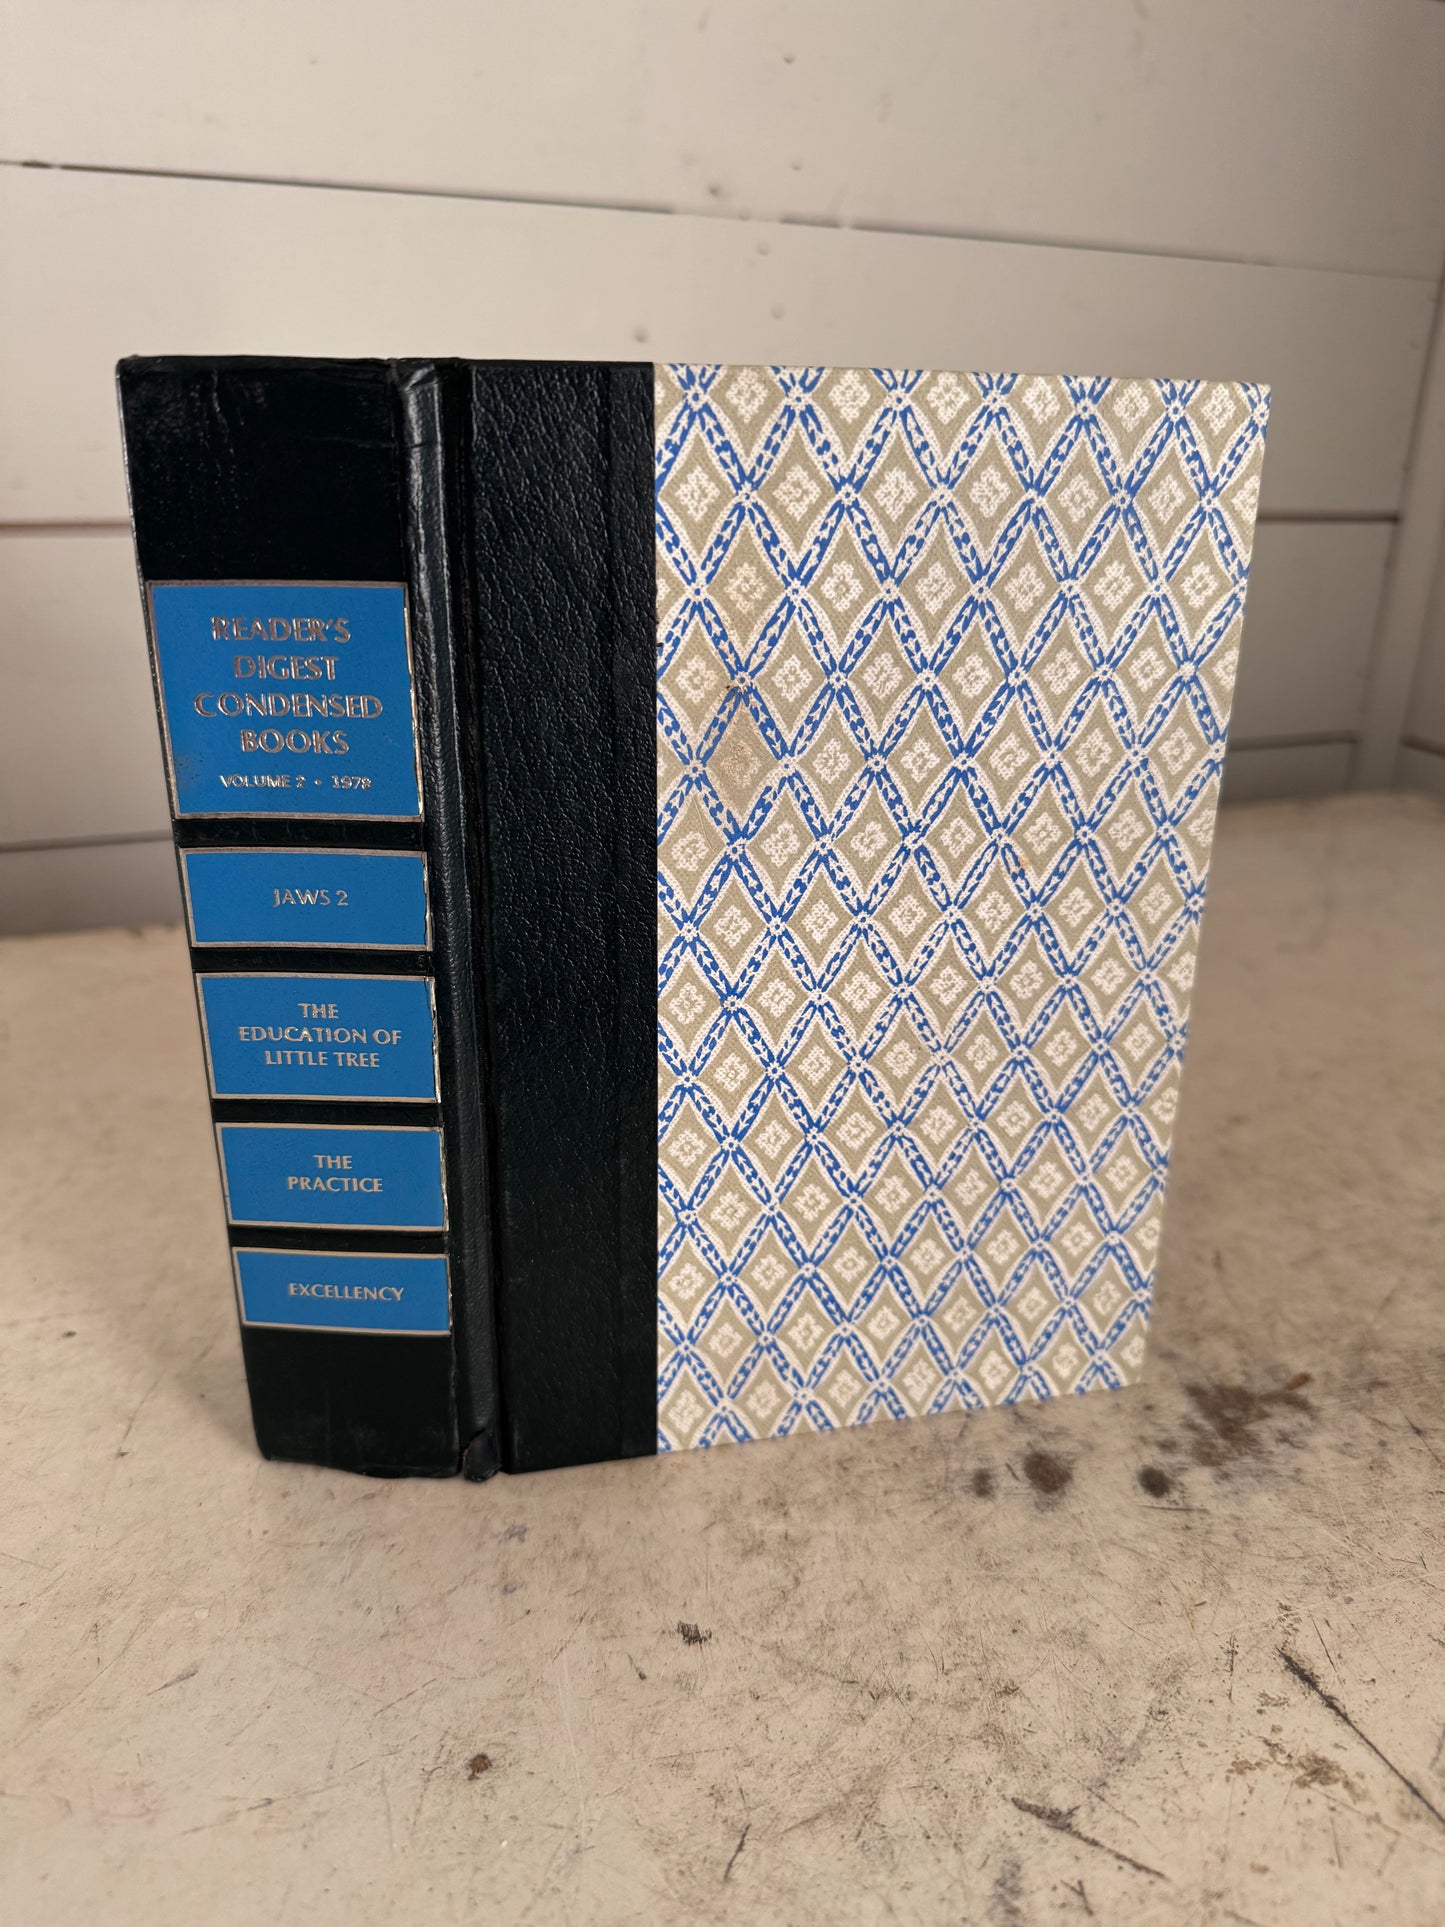 READER'S
DIGEST
CONDENSED
BOOKS
VOLUME 2 • 1978
JAWS 2
THE
EDUCATION OF
LITTLE TREE
THE
PRACTICE
EXCELLENCY